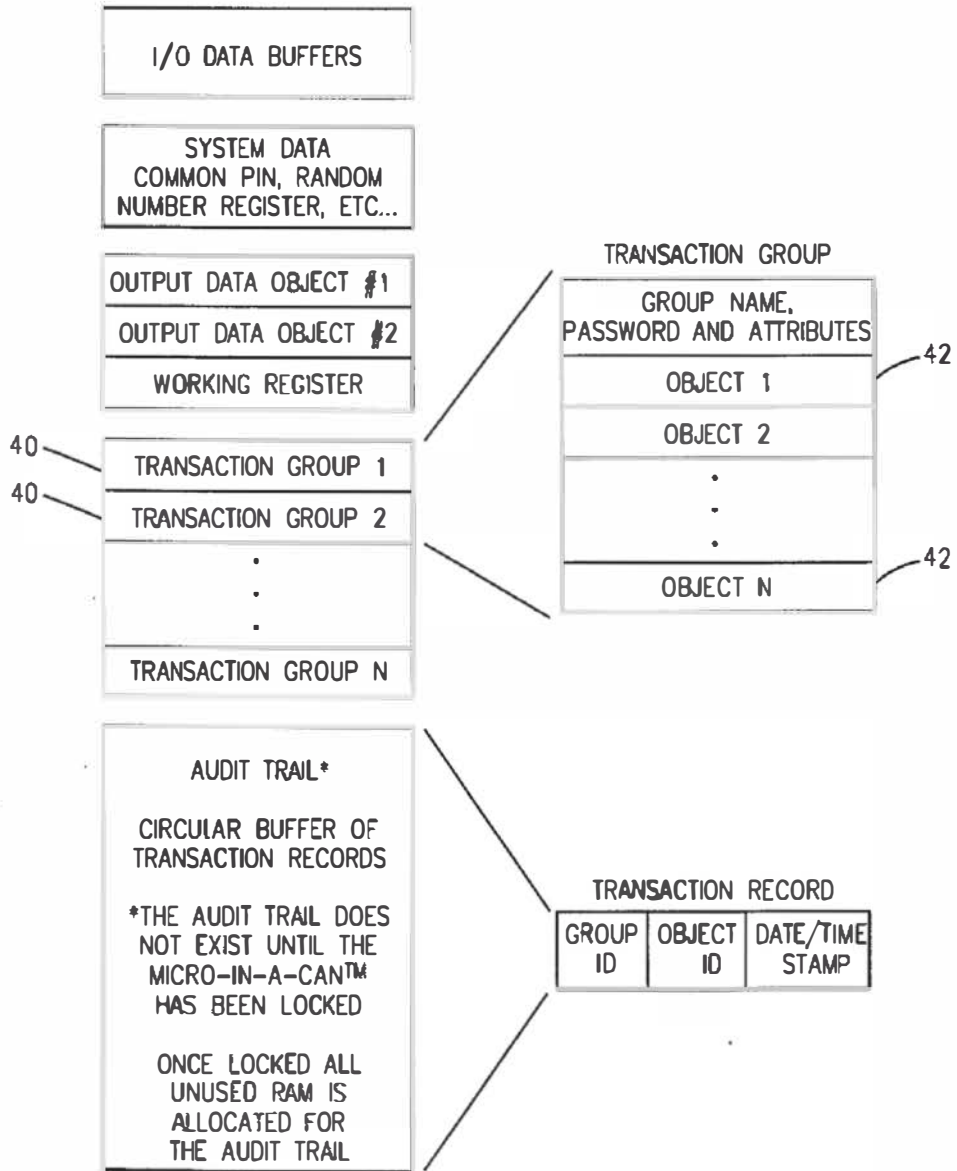 I/O DATA BUFFERS
SYSTEM DATA
COMMON PIN, RANDOM
NUMBER REGISTER, ETC...
OUTPUT DATA OBJECT #1
OUTPUT DATA OBJECT #2
WORKING REGISTER
40
TRANSACTION GROUP 1
40
TRANSACTION GROUP 2
TRANSACTION GROUP N
TRANSACTION GROUP
GROUP NAME,
PASSWORD AND ATTRIBUTES
42
OBJECT 1
OBJECT 2
42
OBJECT N
AUDIT TRAIL*
CIRCULAR BUFFER OF
TRANSACTION RECORDS
*THE AUDIT TRAIL DOES
NOT EXIST UNTIL THE
MICRO-IN-A-CAN™
HAS BEEN LOCKED
ONCE LOCKED ALL
UNUSED RAM IS
ALLOCATED FOR
THE AUDIT TRAIL
TRANSACTION RECORD
GROUP ID
OBJECT ID
DATE/TIME STAMP